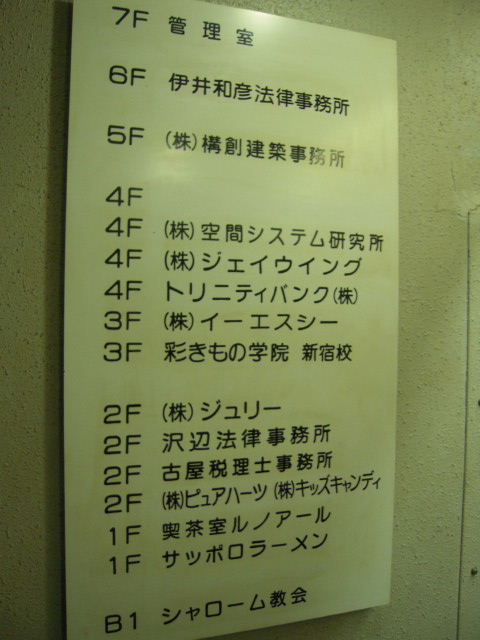 7F 管理室
6F 伊井和彦法律事務所
5F (株)構創建築事務所
4F
4F (株)空間システム研究所
4F (株)ジェイウイング
4F トリニティバンク(株)
3F (株)イーエスシー
3F 彩きもの学院 新宿校
2F (株)ジュリー
2F 沢辺法律事務所
2F 古屋税理士事務所
2F (株)ピュアハーツ (株)キッズキャンディ
1F 喫茶室ルノアール
1F サッポロラーメン
B1 シャローム教会